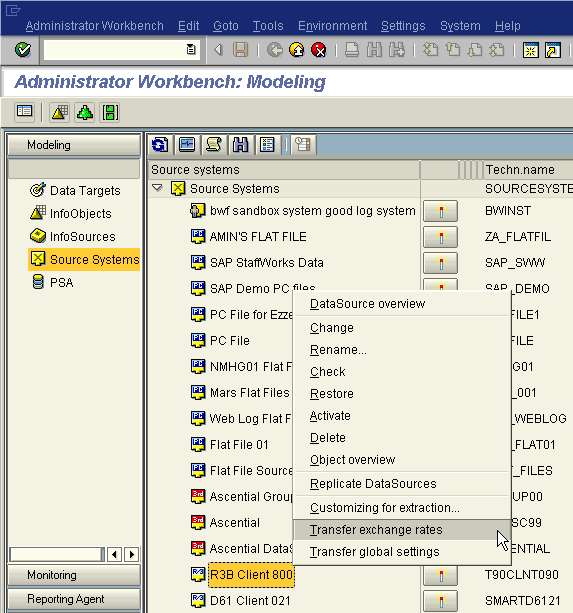 Administrator Workbench Edit Goto Tools Environment Settings System Help
Administrator Workbench: Modeling
Modeling
Data Targets
InfoObjects
InfoSources
Source Systems
PSA
Monitoring
Reporting Agent
Source systems Techn.name
Source Systems SOURCESYSTE
bwf sandbox system good log system BWINST
AMIN'S FLAT FILE ZA_FLATFIL
SAP StaffWorks Data SAP_SWW
SAP Demo PC files SAP_DEMO
PC File for Ezze FILE1
PC File FILE
NMHG01 Flat F G01
Mars Flat Files _001
Web Log Flat F _WEBLOG
Flat File 01 _FLAT01
Flat File Source T_FILES
Ascential Group UP00
Ascential SC99
Ascential DataS ENTIAL
R3B Client 800 T90CLNT090
D61 Client 021 SMARTD6121
DataSource overview
Change
Rename...
Check
Restore
Activate
Delete
Object overview
Replicate DataSources
Customizing for extraction...
Transfer exchange rates
Transfer global settings